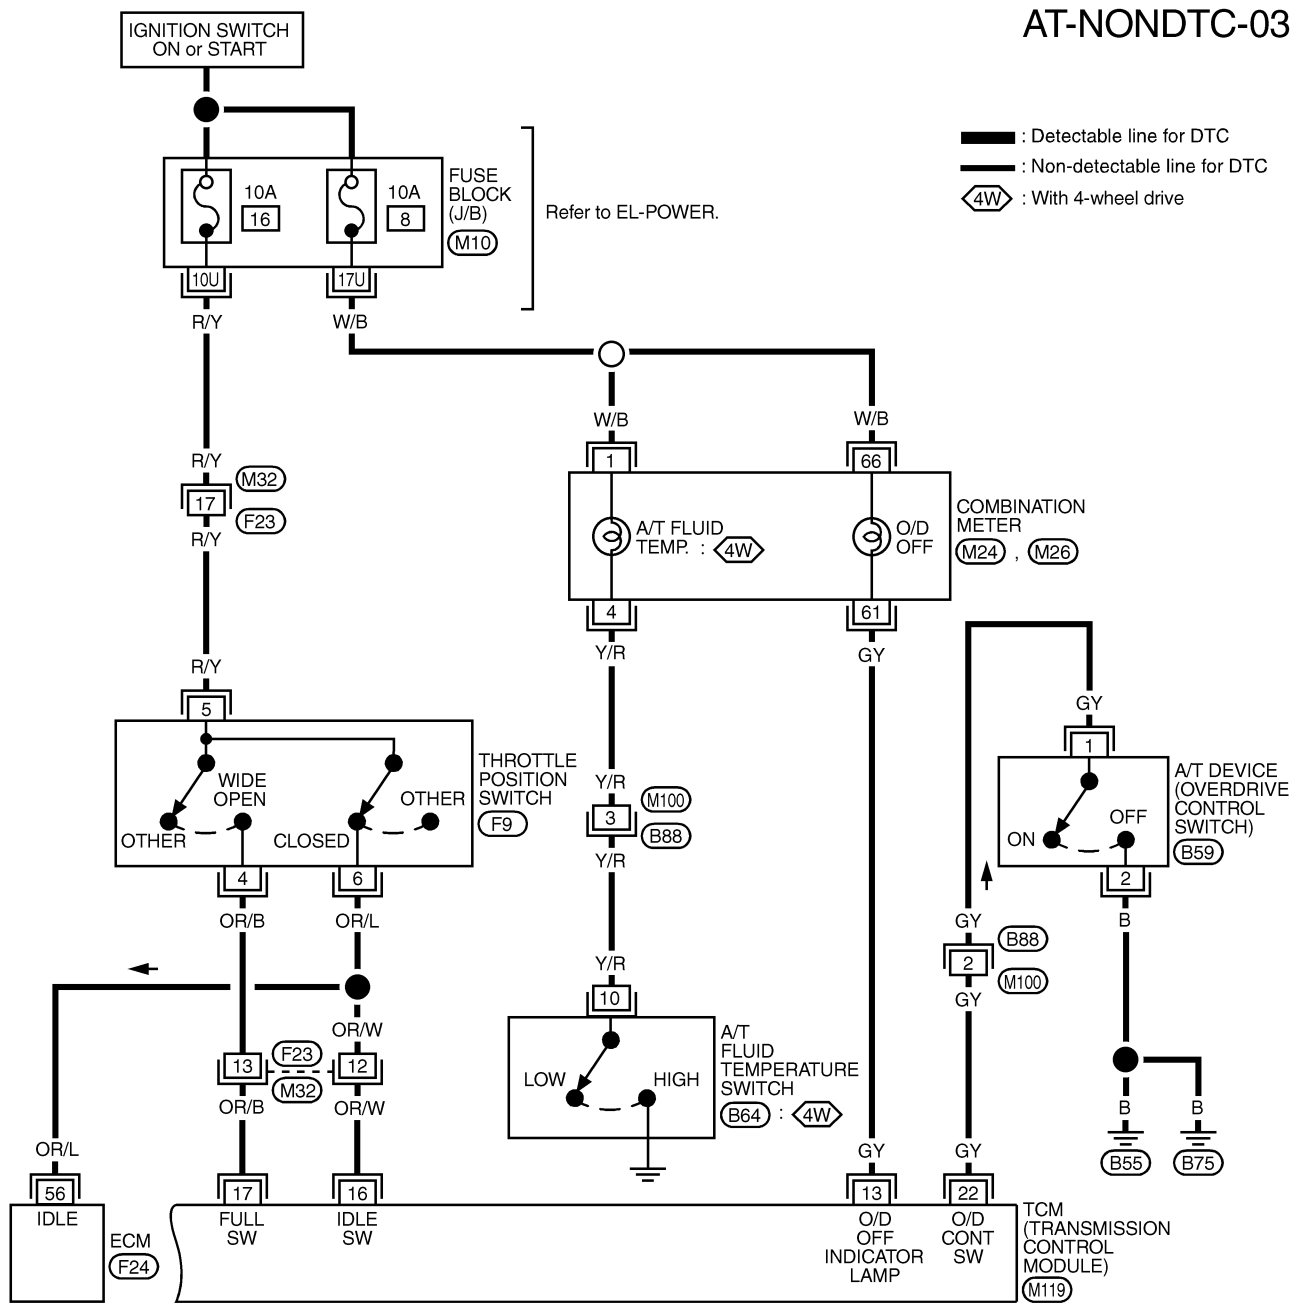 AT-NONDTC-03
IGNITION SWITCH
ON or START
: Detectable line for DTC
: Non-detectable line for DTC
4W : With 4-wheel drive
10A
16
10A
8
FUSE
BLOCK
(J/B)
M10
Refer to EL-POWER.
10U
17U
R/Y
W/B
W/B
W/B
R/Y
M32
17
F23
R/Y
1
66
A/T FLUID
TEMP. : 4W
O/D
OFF
COMBINATION
METER
M24 , M26
4
61
Y/R
GY
R/Y
5
GY
1
WIDE
OPEN
OTHER
CLOSED
OTHER
THROTTLE
POSITION
SWITCH
F9
Y/R
M100
3
B88
Y/R
A/T DEVICE
(OVERDRIVE
CONTROL
SWITCH)
B59
ON
OFF
4
6
2
OR/B
OR/L
GY
B
B88
2
M100
GY
Y/R
10
OR/W
13
F23
M32
12
OR/B
OR/W
LOW
HIGH
A/T
FLUID
TEMPERATURE
SWITCH
B64 : 4W
B
B
B55
B75
OR/L
GY
GY
56
17
16
13
22
IDLE
ECM
F24
FULL
SW
IDLE
SW
O/D
OFF
INDICATOR
LAMP
O/D
CONT
SW
TCM
(TRANSMISSION
CONTROL
MODULE)
M119